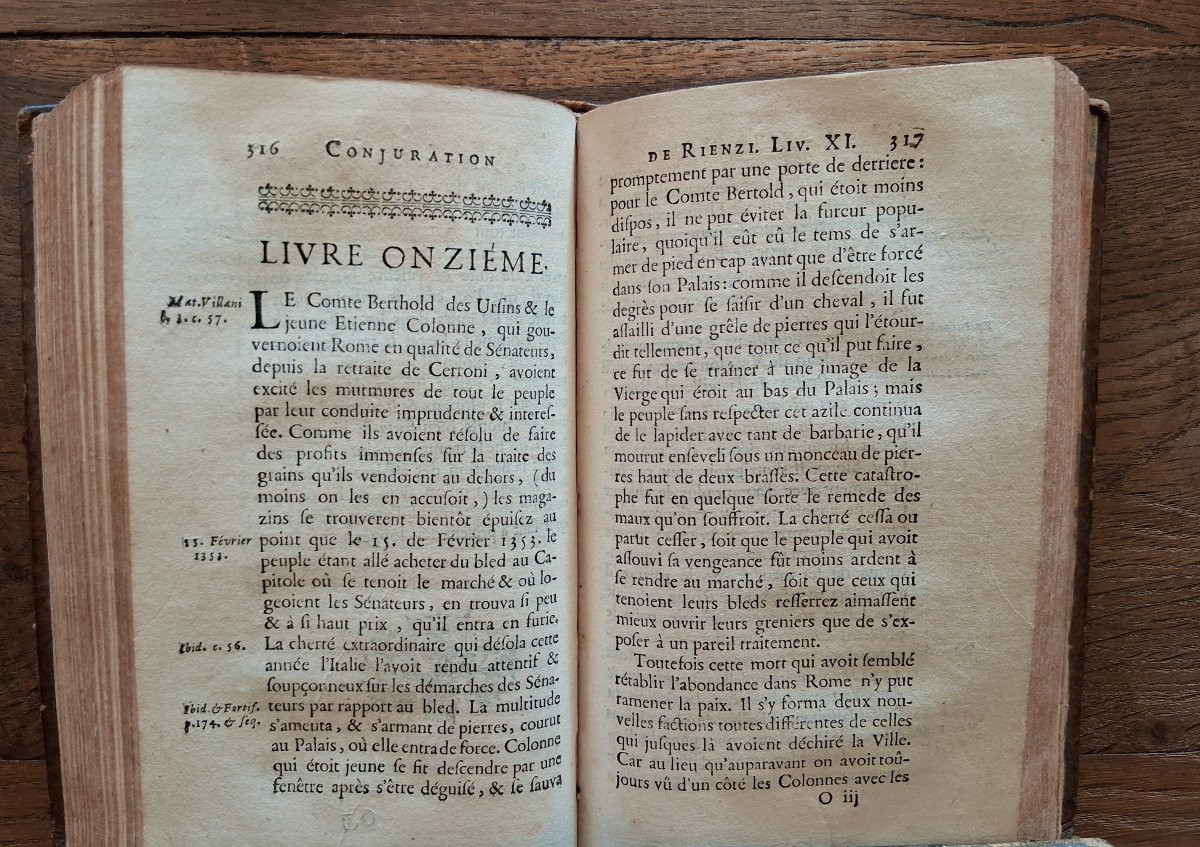 316 CONJURATION
LIVRE ONZIÉME.
Mat. Villani
l. 3. c. 57.
LE Comte Berthold des Urſins & le
jeune Etienne Colonne, qui gou-
vernoient Rome en qualité de Sénateurs,
depuis la retraite de Cerroni, avoient
excité les murmures de tout le peuple
par leur conduite imprudente & intereſ-
ſée. Comme ils avoient réſolu de faire
des profits immenſes ſur la traite des
grains qu'ils vendoient au dehors, (du
moins on les en accuſoit,) les maga-
zins ſe trouverent bientôt épuiſez au
15. Février
1353.
point que le 15. de Février 1353. le
peuple étant allé acheter du bled au Ca-
pitole où ſe tenoit le marché & où lo-
geoient les Sénateurs, en trouva ſi peu
& à ſi haut prix, qu'il entra en furie.
Ibid. c. 56.
La cherté extraordinaire qui déſola cette
année l'Italie l'avoit rendu attentif &
ſoupçonneux ſur les démarches des Séna-
Ibid. & Fortif.
p. 174. & ſeq.
teurs par rapport au bled. La multitude
s'ameuta, & s'armant de pierres, courut
au Palais, où elle entra de force. Colonne
qui étoit jeune ſe fit deſcendre par une
fenêtre après s'être déguiſé, & ſe ſauva
DE RIENZI. LIV. XI. 317
promptement par une porte de derriere:
pour le Comte Bertold, qui étoit moins
diſpos, il ne put éviter la fureur popu-
laire, quoiqu'il eût eû le tems de s'ar-
mer de pied en cap avant que d'être forcé
dans ſon Palais: comme il deſcendoit les
degrès pour ſe ſaiſir d'un cheval, il fut
aſſailli d'une grêle de pierres qui l'étour-
dit tellement, que tout ce qu'il put faire,
ce fut de ſe traîner à une image de la
Vierge qui étoit au bas du Palais; mais
le peuple ſans reſpecter cet azile continua
de le lapider avec tant de barbarie, qu'il
mourut enſeveli ſous un monceau de pier-
res haut de deux braſſes. Cette cataſtro-
phe fut en quelque ſorte le remede des
maux qu'on ſouffroit. La cherté ceſſa ou
parut ceſſer, ſoit que le peuple qui avoit
aſſouvi ſa vengeance fût moins ardent à
ſe rendre au marché, ſoit que ceux qui
tenoient leurs bleds reſſerrez aimaſſent
mieux ouvrir leurs greniers que de s'ex-
poſer à un pareil traitement.
Toutefois cette mort qui avoit ſemblé
rétablir l'abondance dans Rome n'y put
ramener la paix. Il s'y forma deux nou-
velles factions toutes différentes de celles
qui juſques là avoient déchiré la Ville.
Car au lieu qu'auparavant on avoit toû-
jours vû d'un côté les Colonnes avec les
O iij